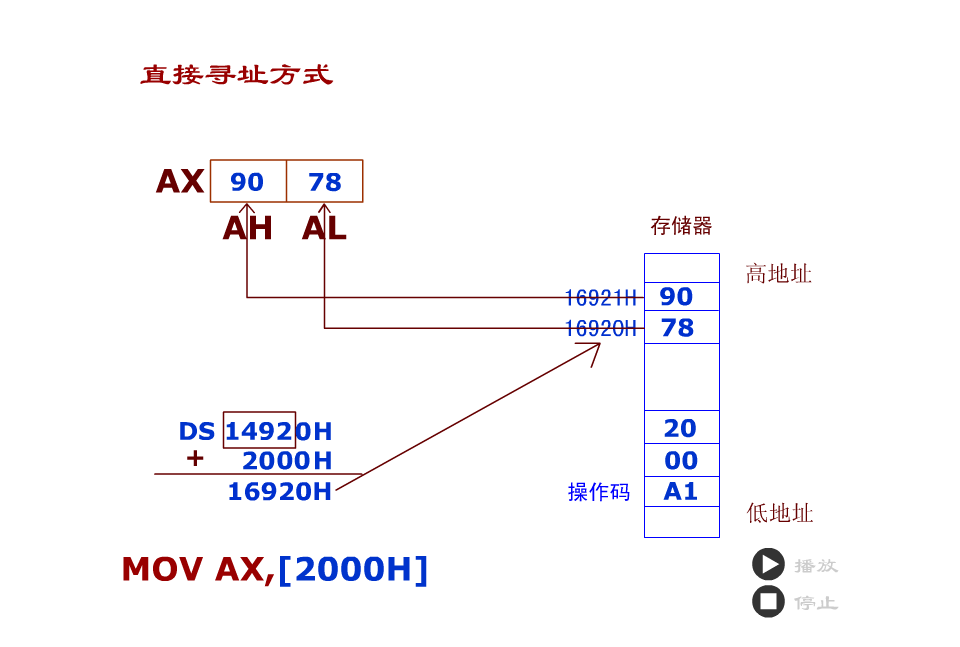 直接寻址方式
AX 90 78
AH AL
存储器
高地址
16921H 90
16920H 78
DS 14920H
+ 2000H
16920H
20
00
操作码 A1
低地址
MOV AX,[2000H]
播放
停止